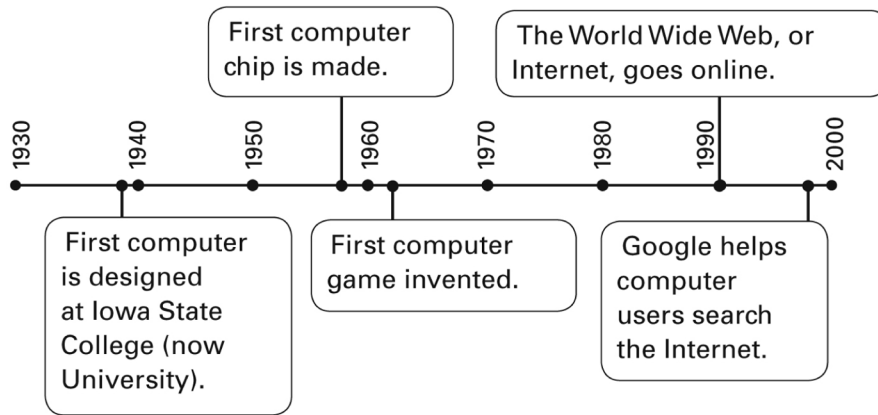 First computer
chip is made.
The World Wide Web, or
Internet, goes online.
1930
1940
1950
1960
1970
1980
1990
2000
First computer
is designed
at Iowa State
College (now
University).
First computer
game invented.
Google helps
computer
users search
the Internet.